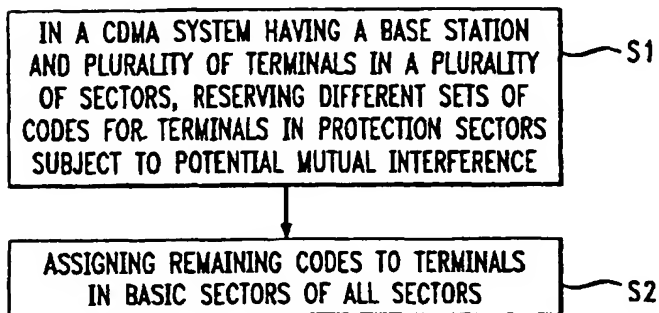 IN A CDMA SYSTEM HAVING A BASE STATION
AND PLURALITY OF TERMINALS IN A PLURALITY
OF SECTORS, RESERVING DIFFERENT SETS OF
CODES FOR TERMINALS IN PROTECTION SECTORS
SUBJECT TO POTENTIAL MUTUAL INTERFERENCE
S1
ASSIGNING REMAINING CODES TO TERMINALS
IN BASIC SECTORS OF ALL SECTORS
S2